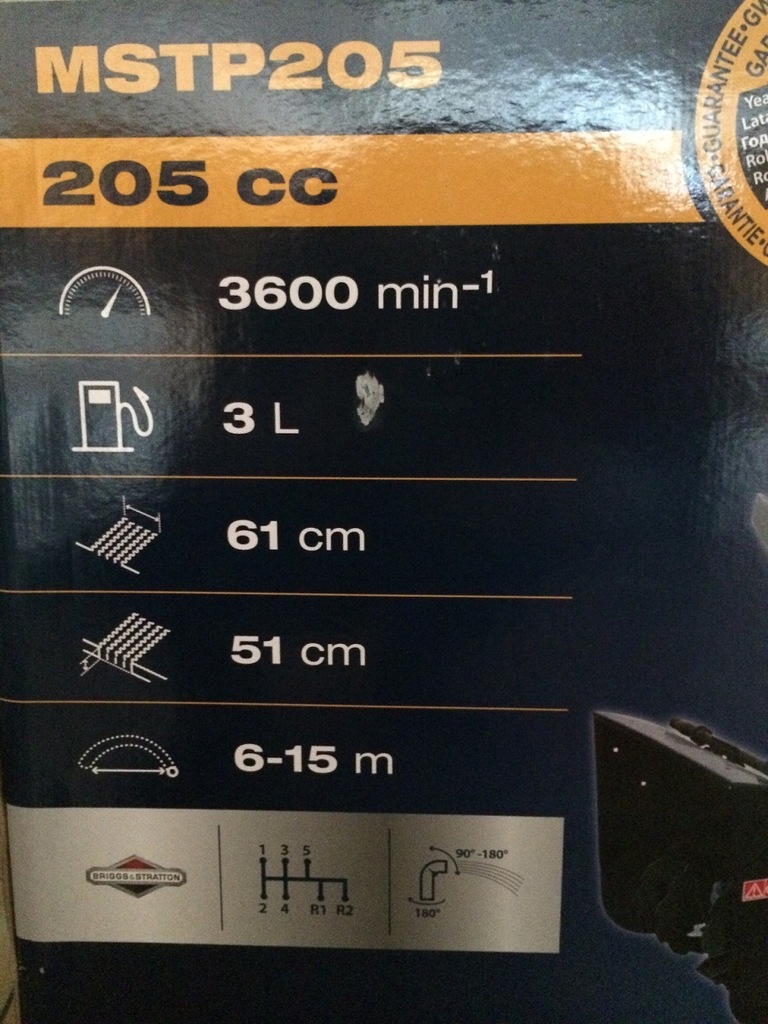 MSTP205
205 cc
GUARANTEE
3600 min⁻¹
3 L
61 cm
51 cm
6-15 m
BRIGGS&STRATTON
1 3 5
2 4 R1 R2
90° -180°
180°